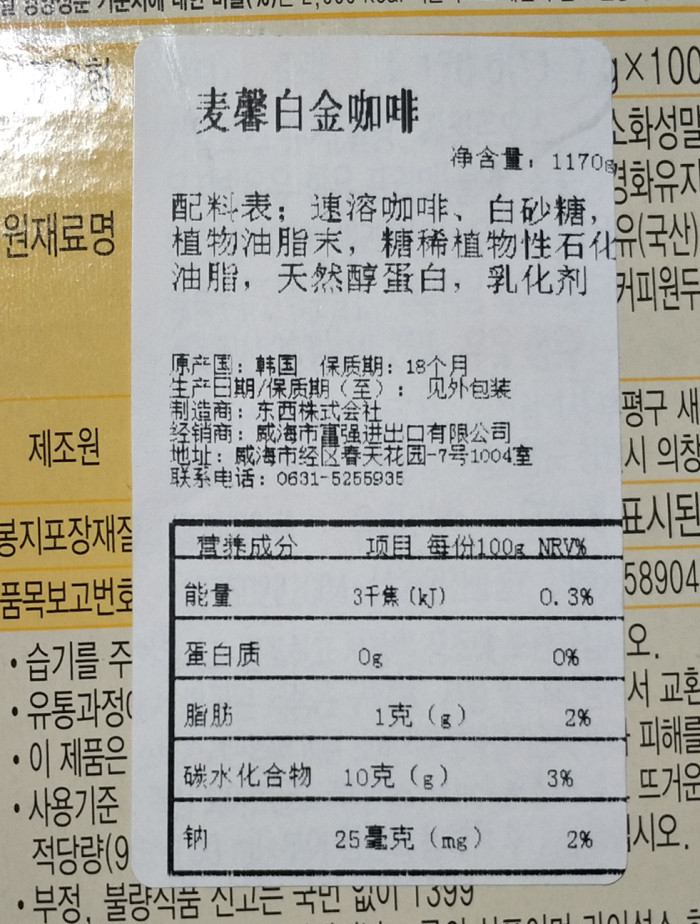 麦馨白金咖啡
净含量：1170g
配料表：速溶咖啡、白砂糖，
植物油脂末，糖稀植物性石化
油脂，天然醇蛋白，乳化剂
原产国：韩国 保质期：18个月
生产日期/保质期（至）： 见外包装
制造商：东西株式会社
经销商：威海市富强进出口有限公司
地址：威海市经区春天花园-7号1004室
联系电话：0631-5255935
营养成分 项目 每份100g NRV%
能量 3千焦(kJ) 0.3%
蛋白质 0g 0%
脂肪 1克（g） 2%
碳水化合物 10克（g） 3%
钠 25毫克（mg） 2%
g×100
소화성말
경화유지
원재료명
유(국산)
커피원두
평구 새
제조원
시 의창
표시된
봉지포장재질
58904
품목보고번호
오.
• 습기를 주
서 교환
• 유통과정
피해를
• 이 제품은
뜨거운
• 사용기준
십시오.
적당량(9
• 부정, 불량식품 신고는 국번 없이 1399